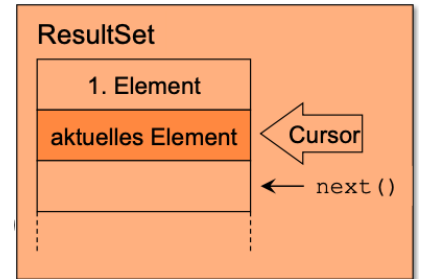 ResultSet
1. Element
aktuelles Element
Cursor
next()